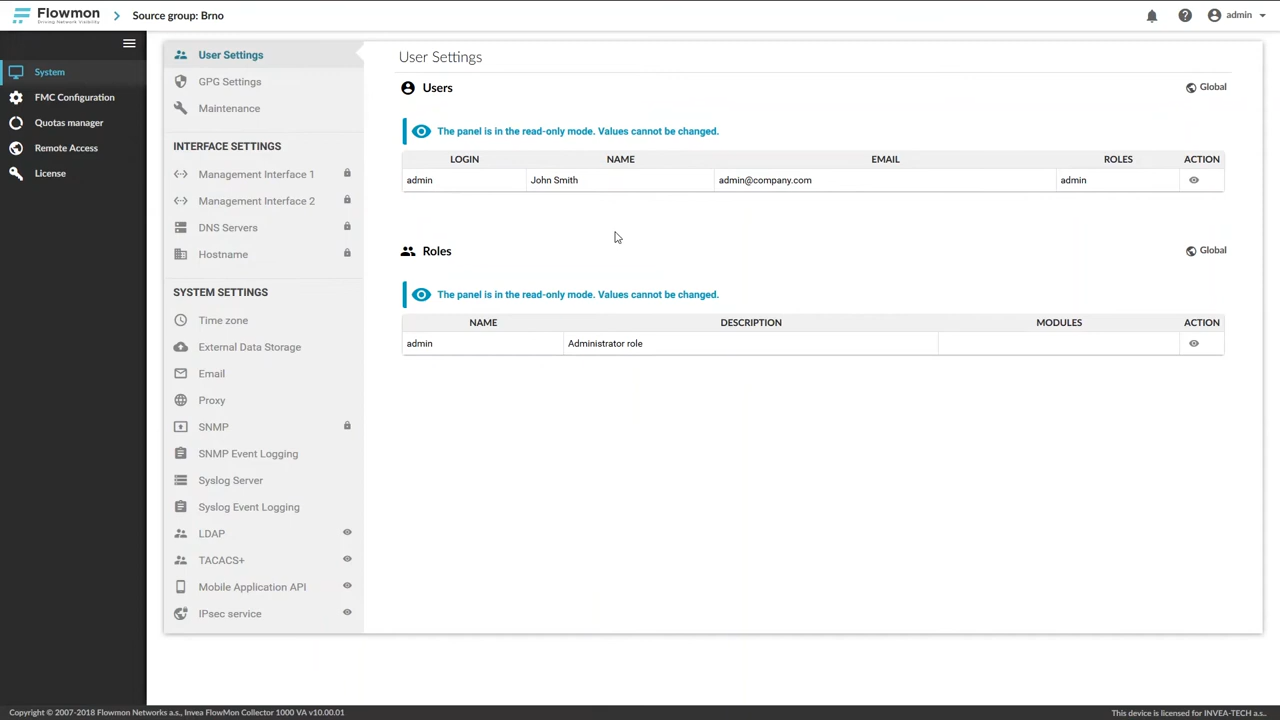 Flowmon
Driving Network Visibility
Source group: Brno
admin
System
FMC Configuration
Quotas manager
Remote Access
License
User Settings
GPG Settings
Maintenance
INTERFACE SETTINGS
Management Interface 1
Management Interface 2
DNS Servers
Hostname
SYSTEM SETTINGS
Time zone
External Data Storage
Email
Proxy
SNMP
SNMP Event Logging
Syslog Server
Syslog Event Logging
LDAP
TACACS+
Mobile Application API
IPsec service
User Settings
Users
Global
The panel is in the read-only mode. Values cannot be changed.
LOGIN NAME EMAIL ROLES ACTION
admin John Smith admin@company.com admin
Roles
Global
The panel is in the read-only mode. Values cannot be changed.
NAME DESCRIPTION MODULES ACTION
admin Administrator role
Copyright © 2007-2018 Flowmon Networks a.s., Invea FlowMon Collector 1000 VA v10.00.01
This device is licensed for INVEA-TECH a.s..